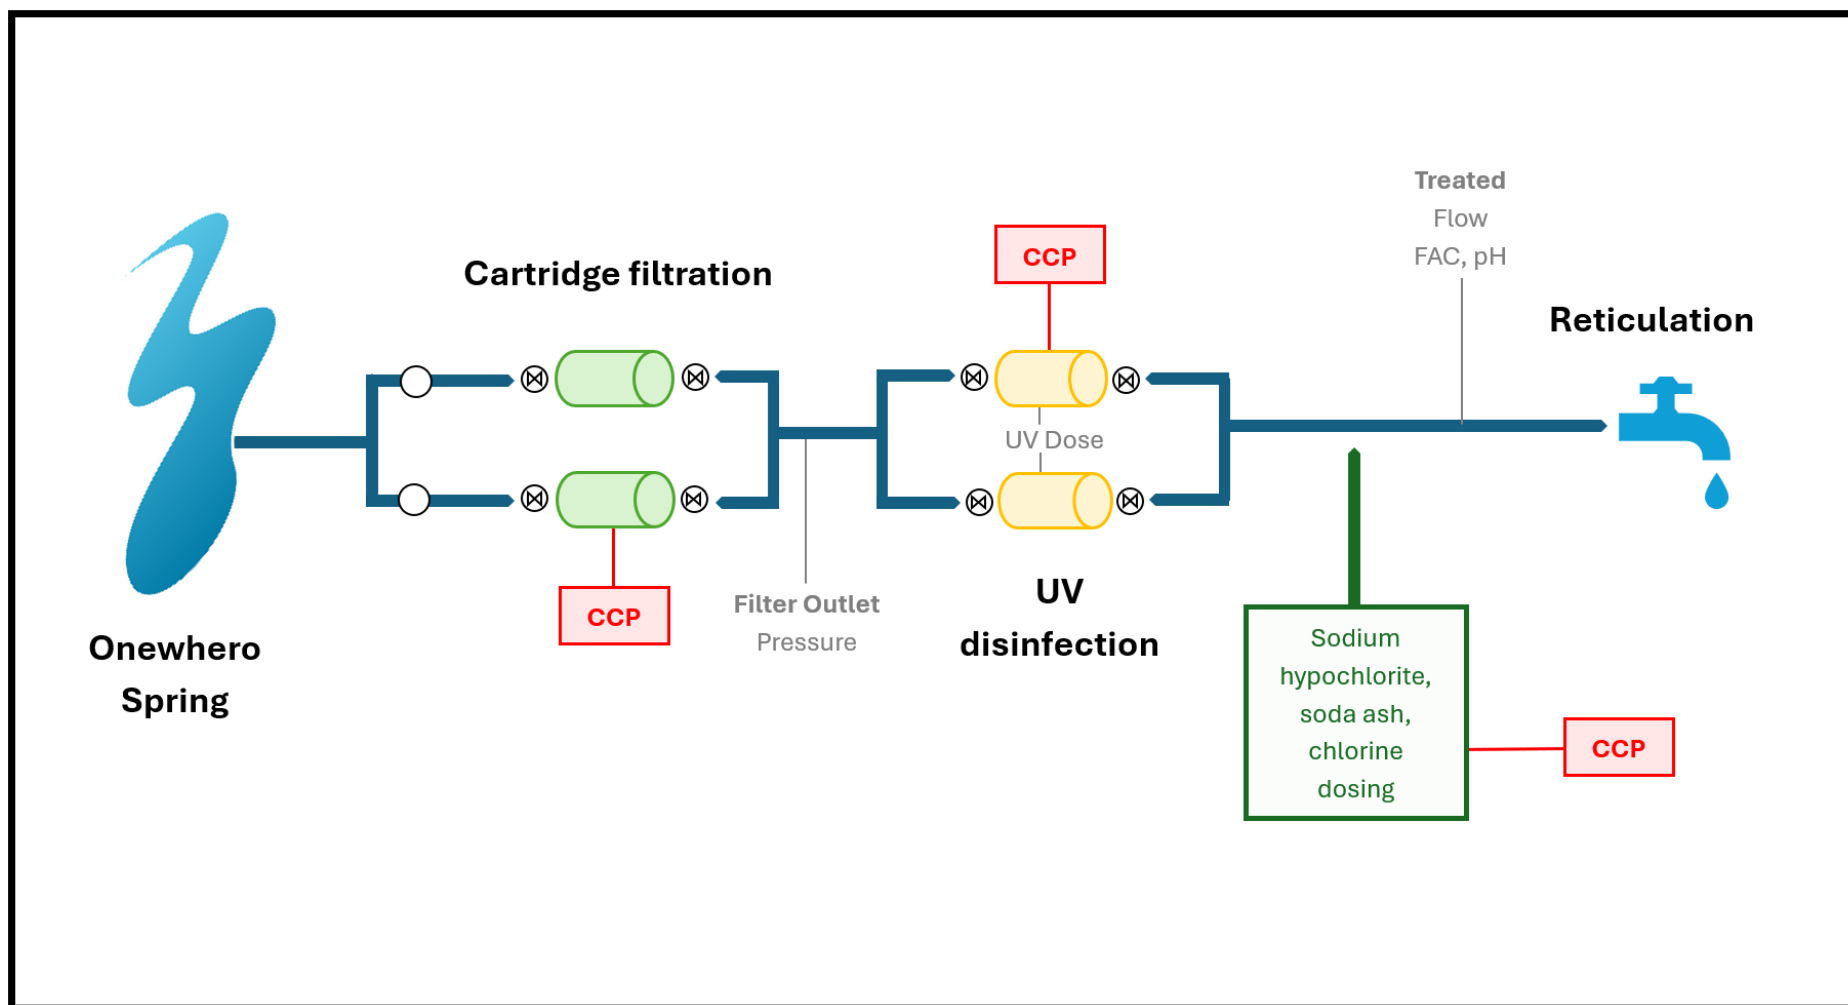 Treated
Flow
FAC, pH
CCP
Cartridge filtration
Reticulation
UV Dose
UV
disinfection
Filter Outlet
Pressure
CCP
Onewhero
Spring
Sodium
hypochlorite,
soda ash,
chlorine
dosing
CCP